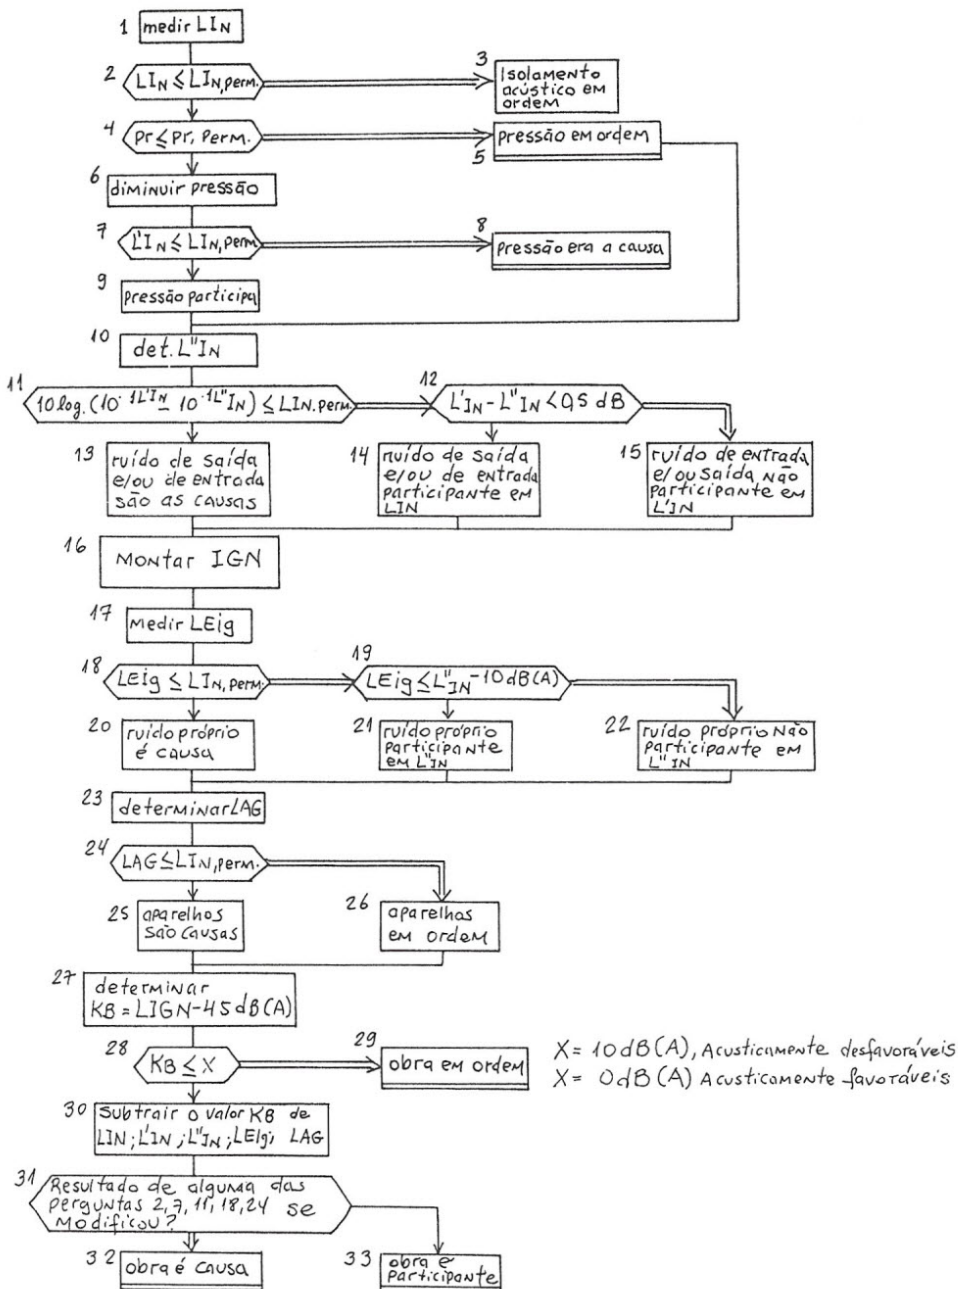 1 medir LIN
2 LIN ≤ LIN,perm.
3 Isolamento
acústico em
ordem
4 pr ≤ pr, perm.
pressão em ordem
5
6 diminuir pressão
7 L'IN ≤ LIN,perm
8
pressão era a causa
9
pressão participa
10
det. L"IN
11 10 log. (10·1L'IN − 10·1L"IN) ≤ LIN.perm.
12 L'IN − L"IN < 0,5 dB
13 ruído de saída
e/ou de entrada
são as causas
14 ruído de saída
e/ou de entrada
participante em
LIN
15 ruído de entrada
e/ou saída não
participante em
L'IN
16 Montar IGN
17 Medir LEig
18 LEig ≤ LIN, perm.
19 LEig ≤ L"IN −10 dB(A)
20 ruído próprio
é causa
21 ruído próprio
participante
em L"IN
22 ruído próprio não
participante em
L"IN
23 determinar LAG
24 LAG ≤ LIN,perm.
25 aparelhos
são causas
26 aparelhos
em ordem
27 determinar
KB = LIGN−45 dB(A)
28 KB ≤ X
29 obra em ordem
X= 10 dB(A), Acusticamente desfavoráveis
X= 0 dB(A) Acusticamente favoráveis
30 Subtrair o valor KB de
LIN; L'IN; L"IN; LEig; LAG
31 Resultado de alguma das
perguntas 2,7,11,18,24 se
modificou?
32 obra é causa
33 obra é
participante